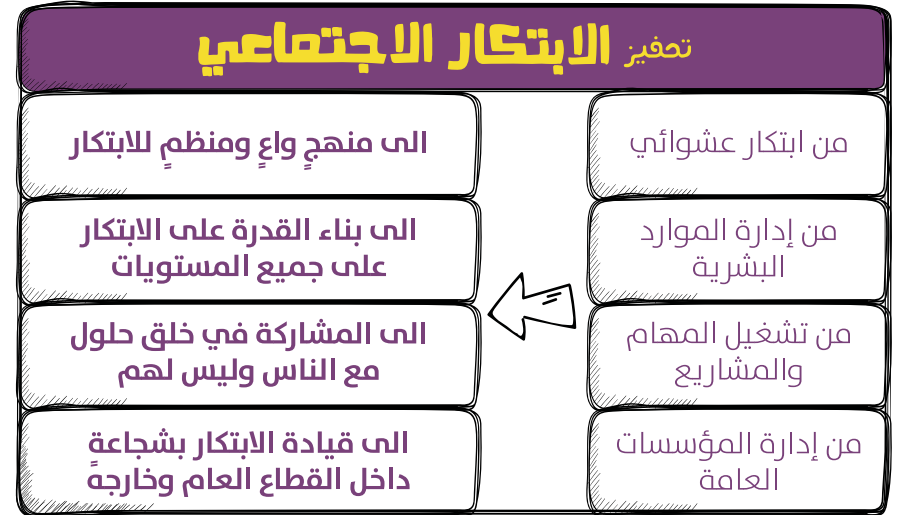 تحفيز الابتكار الاجتماعي
من ابتكار عشوائي
الى منهجٍ واعٍ ومنظمٍ للابتكار
من إدارة الموارد
البشرية
الى بناء القدرة على الابتكار
على جميع المستويات
من تشغيل المهام
والمشاريع
الى المشاركة في خلق حلول
مع الناس وليس لهم
من إدارة المؤسسات
العامة
الى قيادة الابتكار بشجاعةٍ
داخل القطاع العام وخارجه